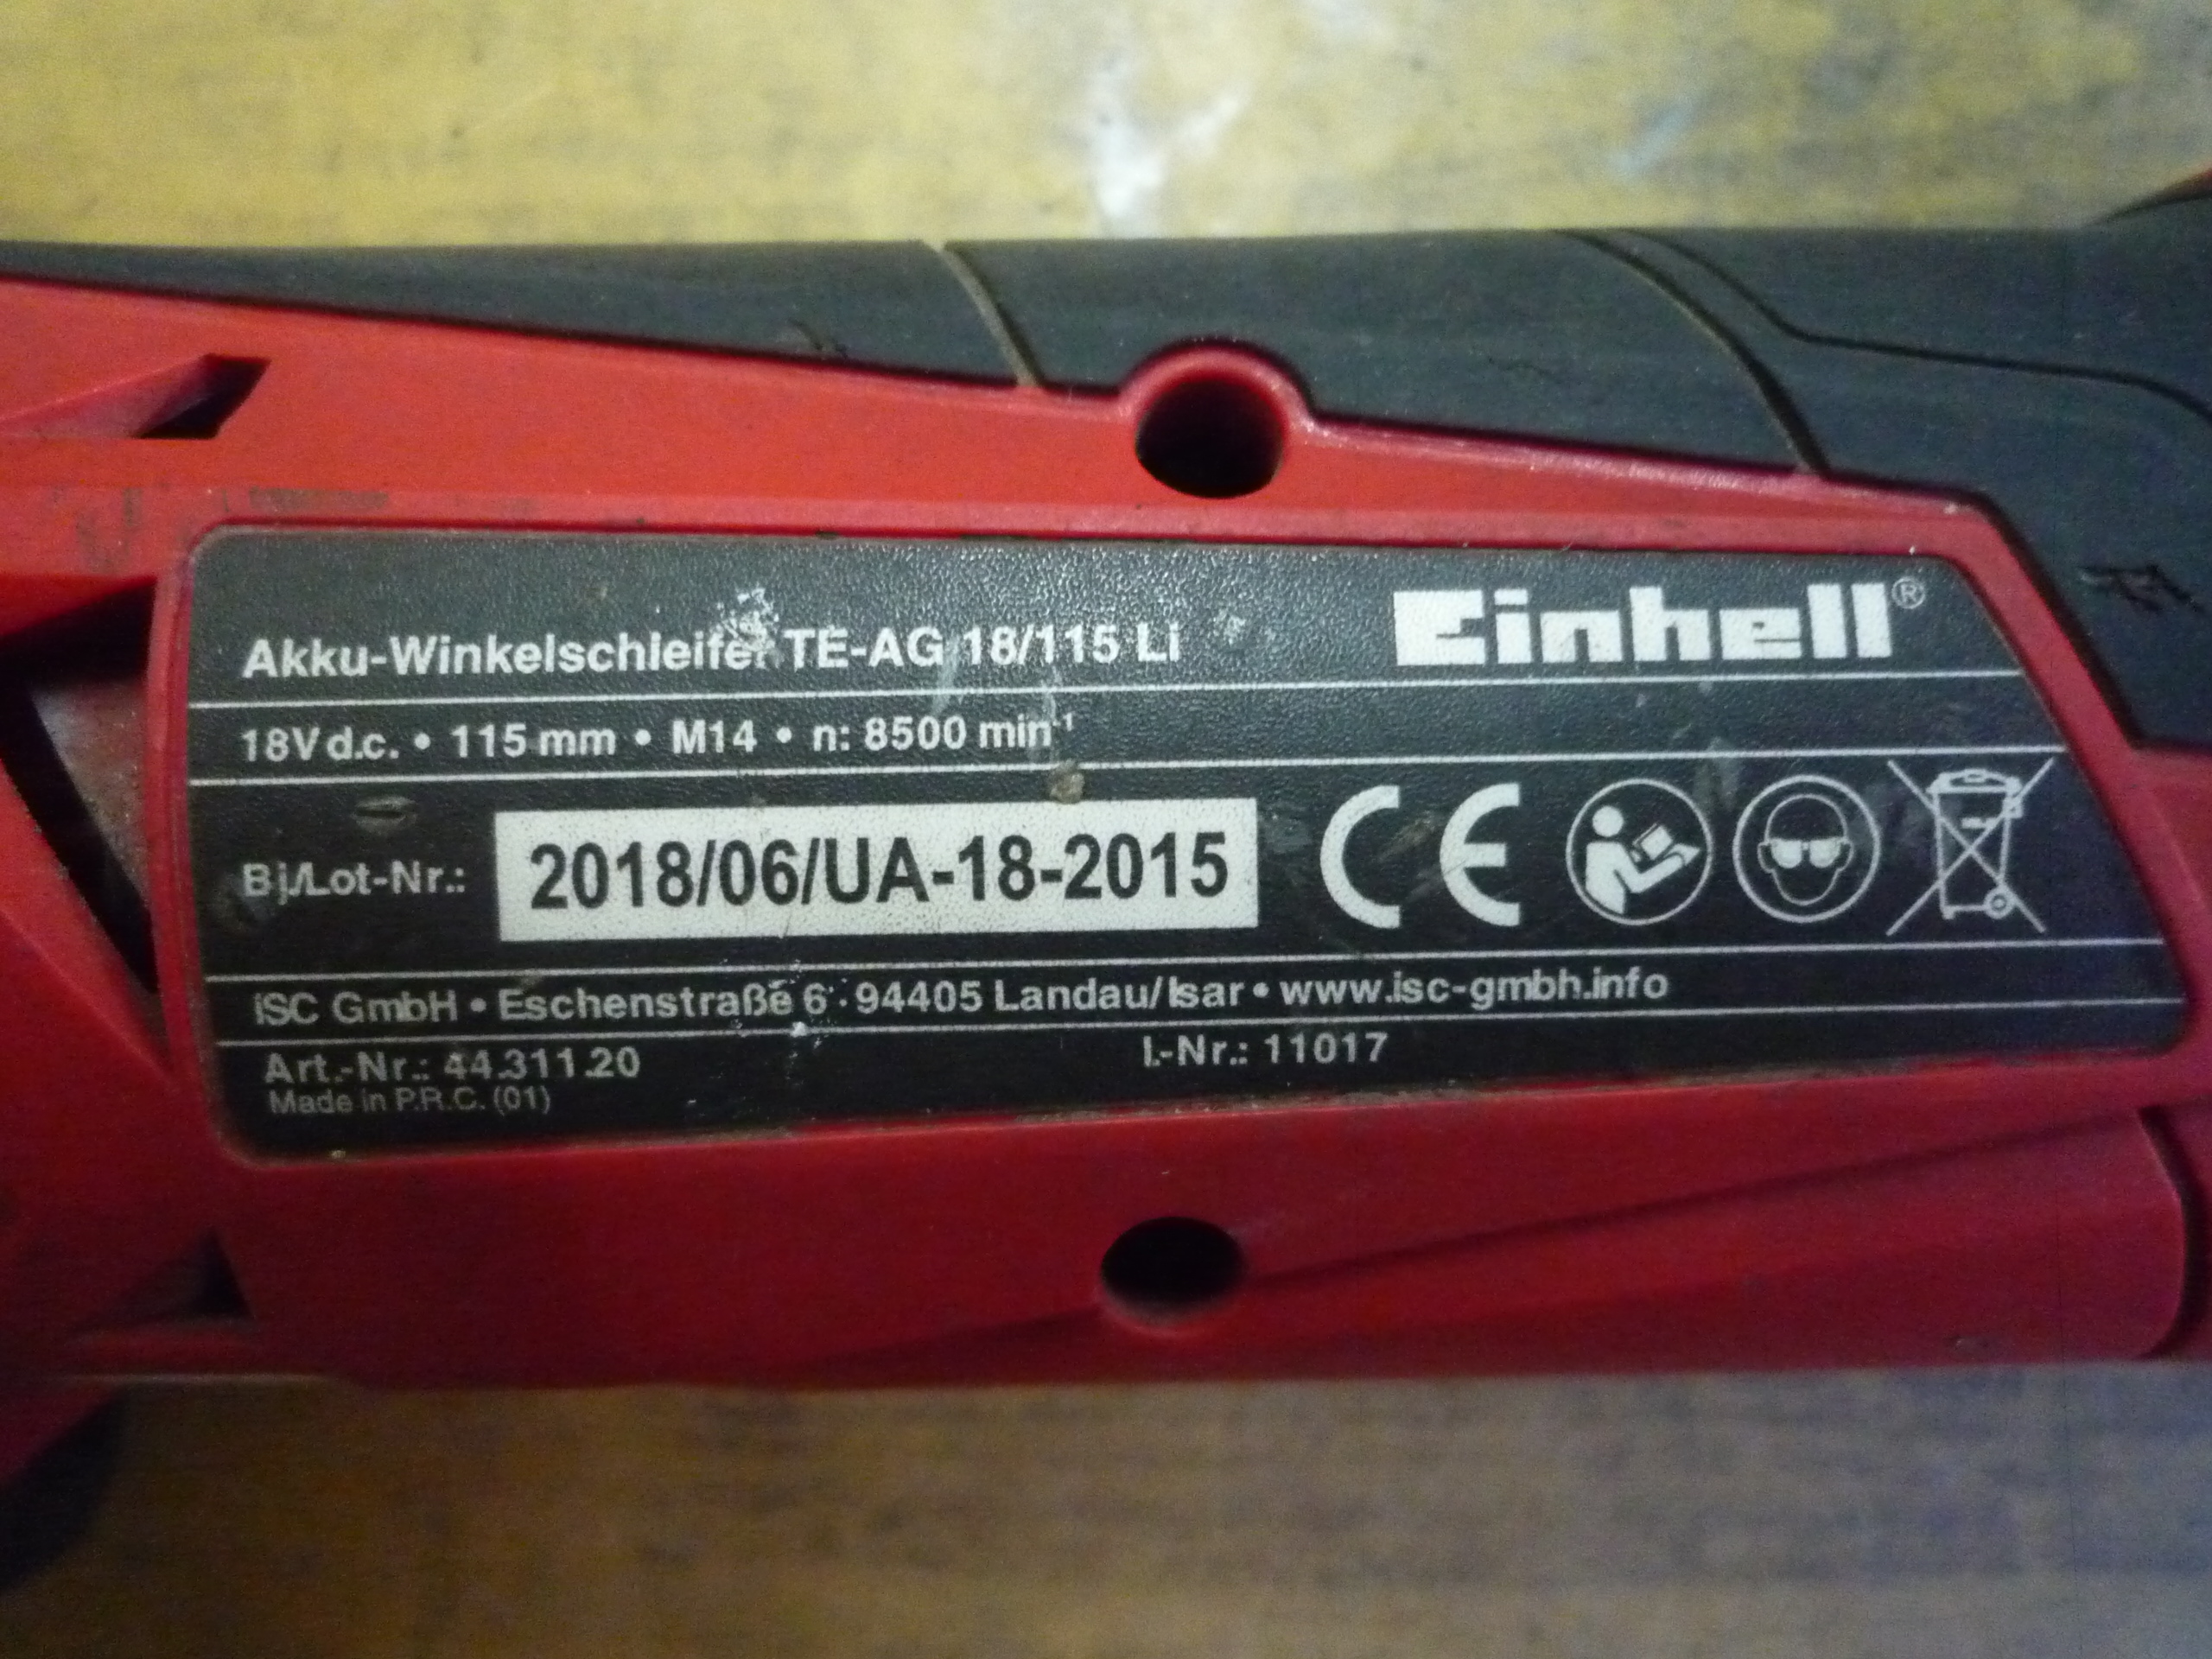 Akku-Winkelschleifer TE-AG 18/115 Li
Einhell®
18V d.c. • 115 mm • M14 • n: 8500 min⁻¹
Bj./Lot-Nr.: 2018/06/UA-18-2015
CE
iSC GmbH • Eschenstraße 6 • 94405 Landau/Isar • www.isc-gmbh.info
Art.-Nr.: 44.311.20
I.-Nr.: 11017
Made in P.R.C. (01)